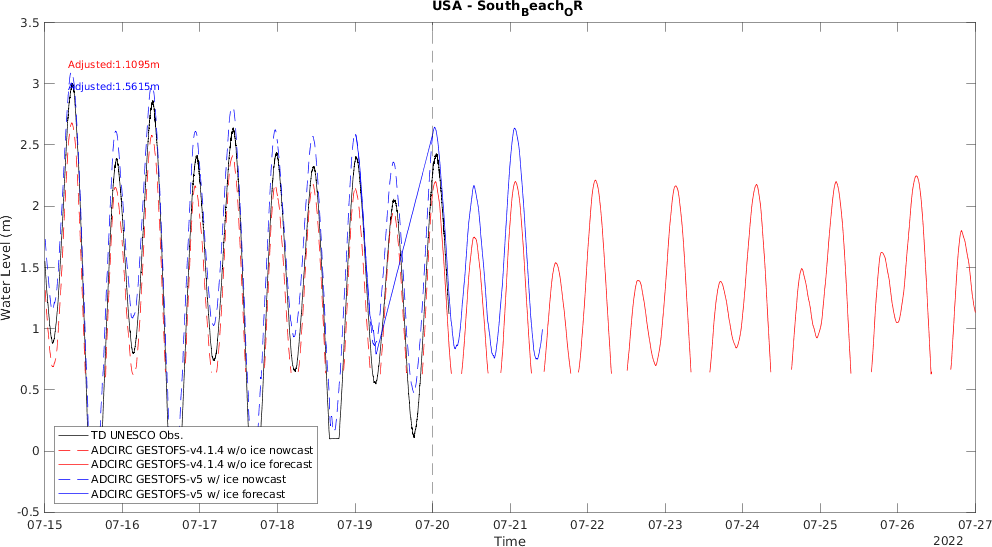 USA - SouthBeachOR
3.5
3
2.5
2
1.5
1
0.5
0
-0.5
Water Level (m)
Adjusted:1.1095m
Adjusted:1.5615m
TD UNESCO Obs.
ADCIRC GESTOFS-v4.1.4 w/o ice nowcast
ADCIRC GESTOFS-v4.1.4 w/o ice forecast
ADCIRC GESTOFS-v5 w/ ice nowcast
ADCIRC GESTOFS-v5 w/ ice forecast
07-15 07-16 07-17 07-18 07-19 07-20 07-21 07-22 07-23 07-24 07-25 07-26 07-27
Time
2022